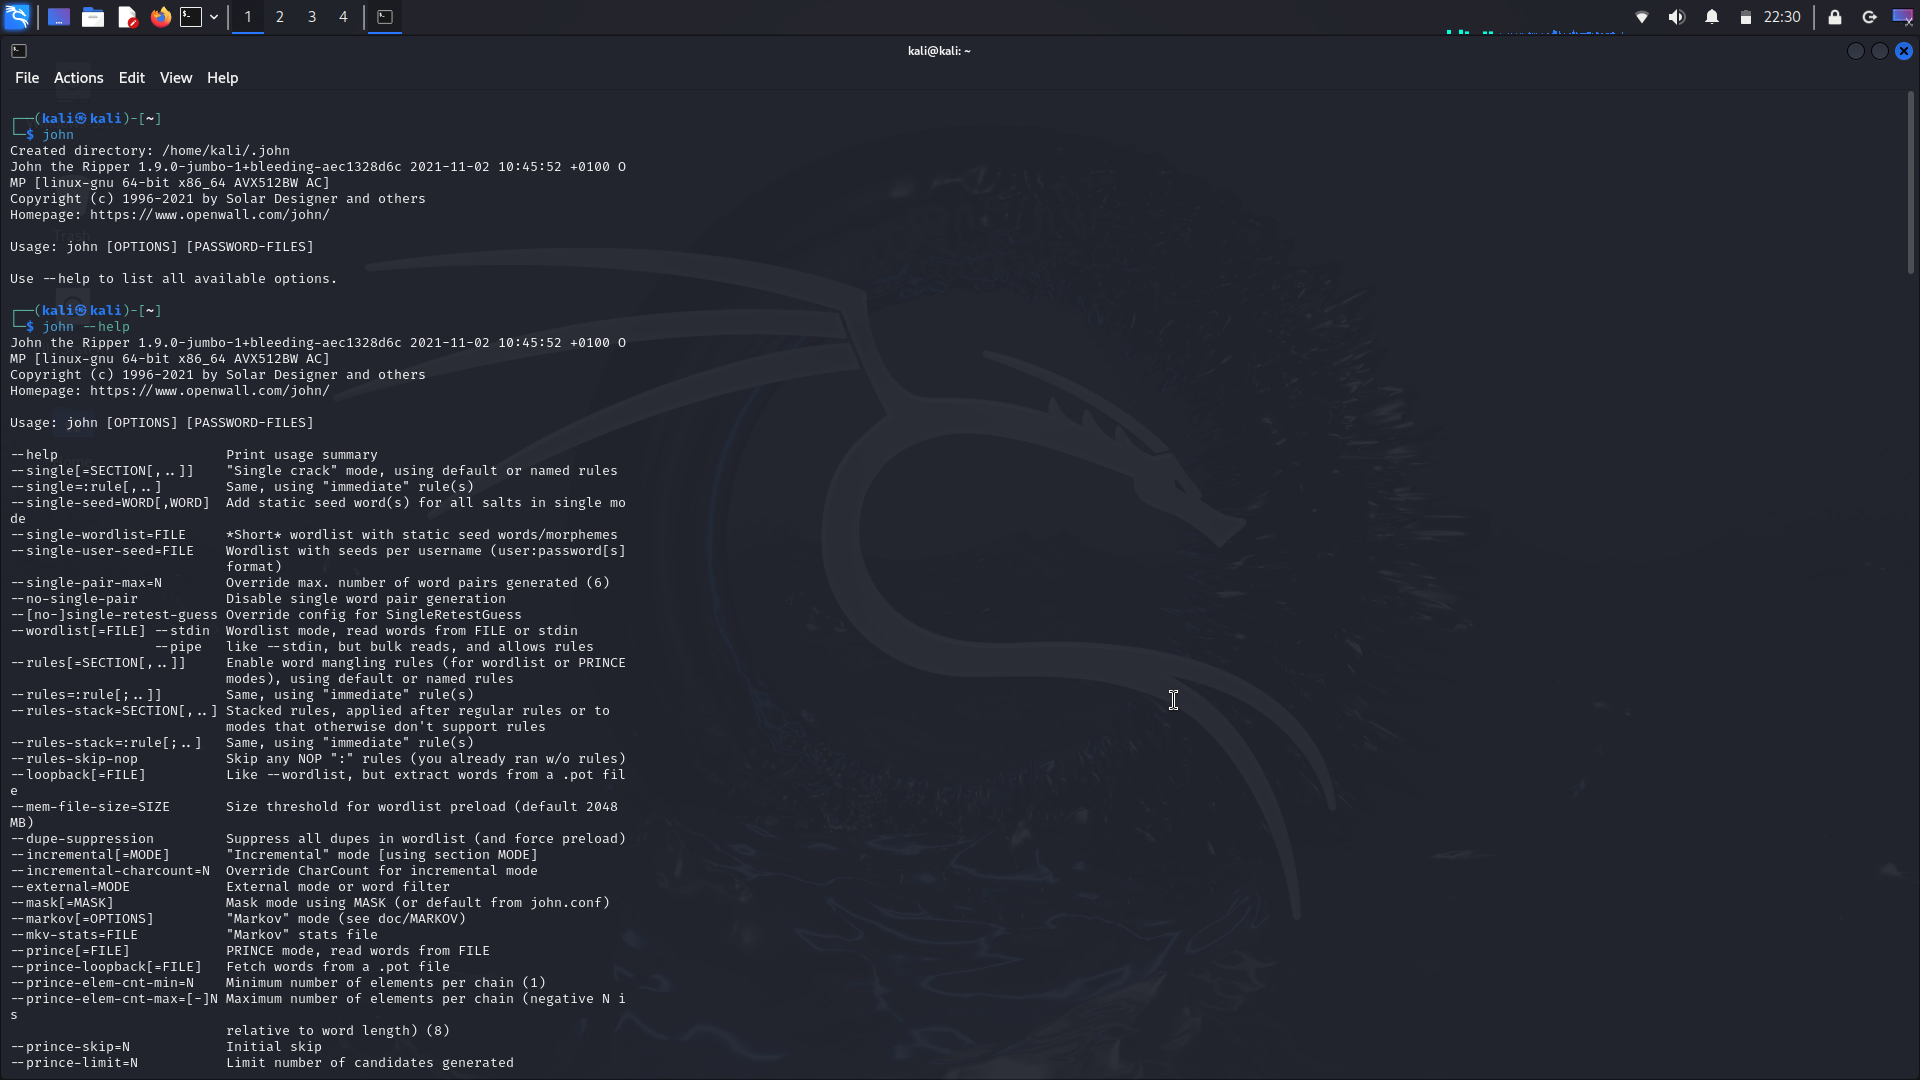 1 2 3 4 22:30
kali@kali: ~
File Actions Edit View Help
┌──(kali㉿kali)-[~]
└─$ john
Created directory: /home/kali/.john
John the Ripper 1.9.0-jumbo-1+bleeding-aec1328d6c 2021-11-02 10:45:52 +0100 O
MP [linux-gnu 64-bit x86_64 AVX512BW AC]
Copyright (c) 1996-2021 by Solar Designer and others
Homepage: https://www.openwall.com/john/
Usage: john [OPTIONS] [PASSWORD-FILES]
Use --help to list all available options.
┌──(kali㉿kali)-[~]
└─$ john --help
John the Ripper 1.9.0-jumbo-1+bleeding-aec1328d6c 2021-11-02 10:45:52 +0100 O
MP [linux-gnu 64-bit x86_64 AVX512BW AC]
Copyright (c) 1996-2021 by Solar Designer and others
Homepage: https://www.openwall.com/john/
Usage: john [OPTIONS] [PASSWORD-FILES]
--help                     Print usage summary
--single[=SECTION[,..]]    "Single crack" mode, using default or named rules
--single=:rule[,..]        Same, using "immediate" rule(s)
--single-seed=WORD[,WORD]  Add static seed word(s) for all salts in single mo
de
--single-wordlist=FILE     *Short* wordlist with static seed words/morphemes
--single-user-seed=FILE    Wordlist with seeds per username (user:password[s]
                           format)
--single-pair-max=N        Override max. number of word pairs generated (6)
--no-single-pair           Disable single word pair generation
--[no-]single-retest-guess Override config for SingleRetestGuess
--wordlist[=FILE] --stdin  Wordlist mode, read words from FILE or stdin
                  --pipe   like --stdin, but bulk reads, and allows rules
--rules[=SECTION[,..]]     Enable word mangling rules (for wordlist or PRINCE
                           modes), using default or named rules
--rules=:rule[;..]]        Same, using "immediate" rule(s)
--rules-stack=SECTION[,..] Stacked rules, applied after regular rules or to
                           modes that otherwise don't support rules
--rules-stack=:rule[;..]   Same, using "immediate" rule(s)
--rules-skip-nop           Skip any NOP ":" rules (you already ran w/o rules)
--loopback[=FILE]          Like --wordlist, but extract words from a .pot fil
e
--mem-file-size=SIZE       Size threshold for wordlist preload (default 2048
MB)
--dupe-suppression         Suppress all dupes in wordlist (and force preload)
--incremental[=MODE]       "Incremental" mode [using section MODE]
--incremental-charcount=N  Override CharCount for incremental mode
--external=MODE            External mode or word filter
--mask[=MASK]              Mask mode using MASK (or default from john.conf)
--markov[=OPTIONS]         "Markov" mode (see doc/MARKOV)
--mkv-stats=FILE           "Markov" stats file
--prince[=FILE]            PRINCE mode, read words from FILE
--prince-loopback[=FILE]   Fetch words from a .pot file
--prince-elem-cnt-min=N    Minimum number of elements per chain (1)
--prince-elem-cnt-max=[-]N Maximum number of elements per chain (negative N i
s
                           relative to word length) (8)
--prince-skip=N            Initial skip
--prince-limit=N           Limit number of candidates generated